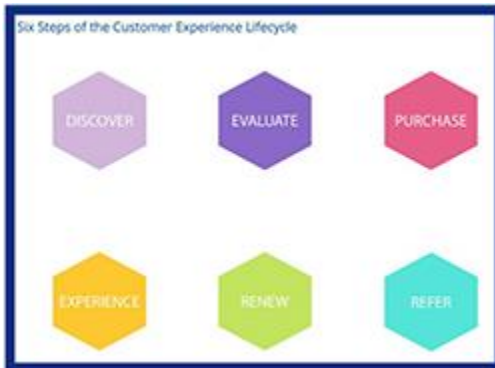 Six Steps of the Customer Experience Lifecycle
DISCOVER
EVALUATE
PURCHASE
EXPERIENCE
RENEW
REFER